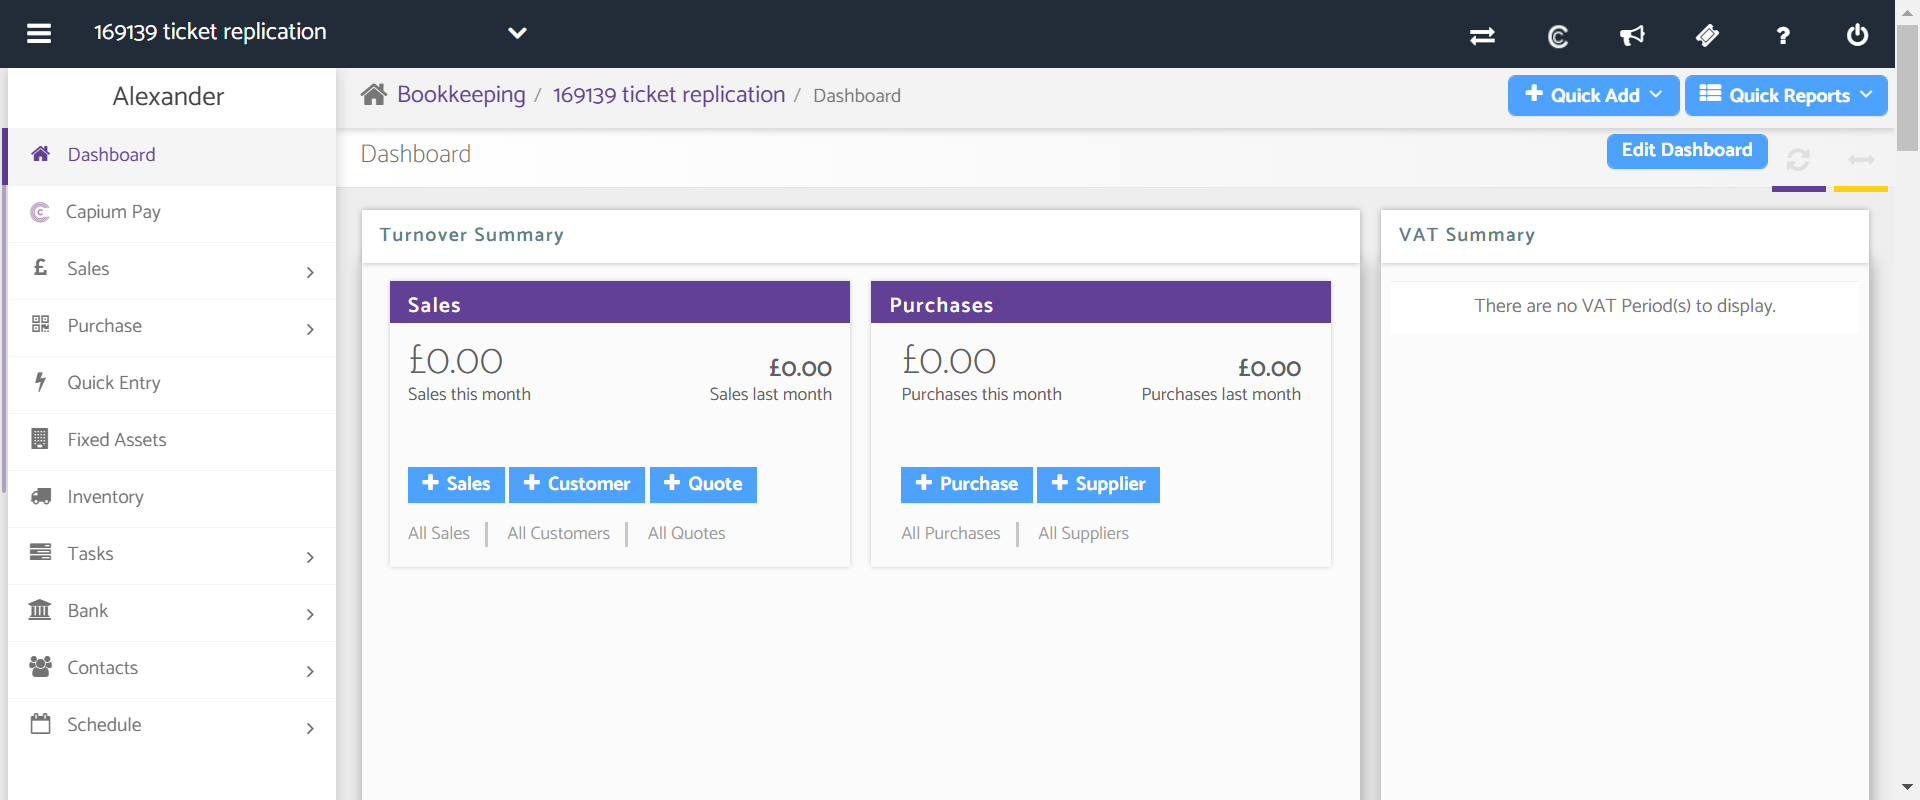 169139 ticket replication
Alexander
Bookkeeping / 169139 ticket replication / Dashboard
Quick Add
Quick Reports
Dashboard
Edit Dashboard
Dashboard
Capium Pay
Sales
Purchase
Quick Entry
Fixed Assets
Inventory
Tasks
Bank
Contacts
Schedule
Turnover Summary
Sales
£0.00
Sales this month
£0.00
Sales last month
+ Sales
+ Customer
+ Quote
All Sales
All Customers
All Quotes
Purchases
£0.00
Purchases this month
£0.00
Purchases last month
+ Purchase
+ Supplier
All Purchases
All Suppliers
VAT Summary
There are no VAT Period(s) to display.